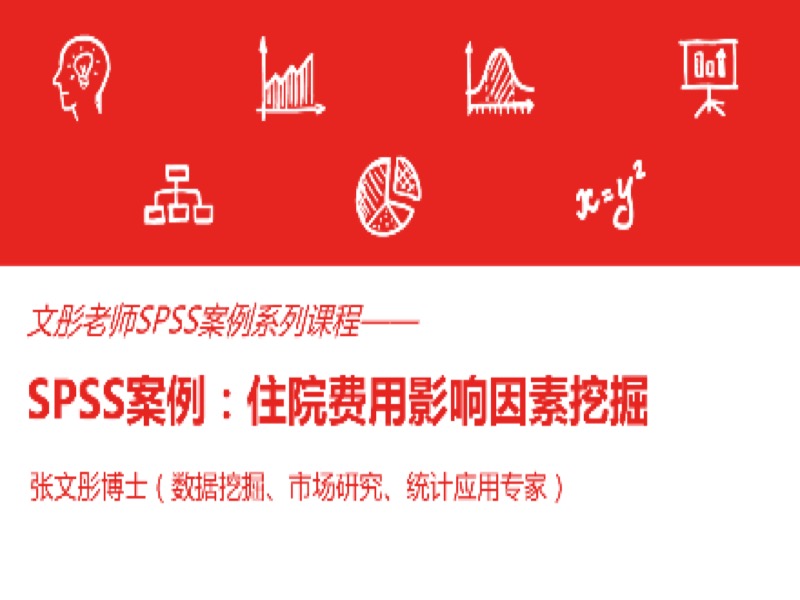 x=y²
文彤老师SPSS案例系列课程——
SPSS案例：住院费用影响因素挖掘
张文彤博士（数据挖掘、市场研究、统计应用专家）